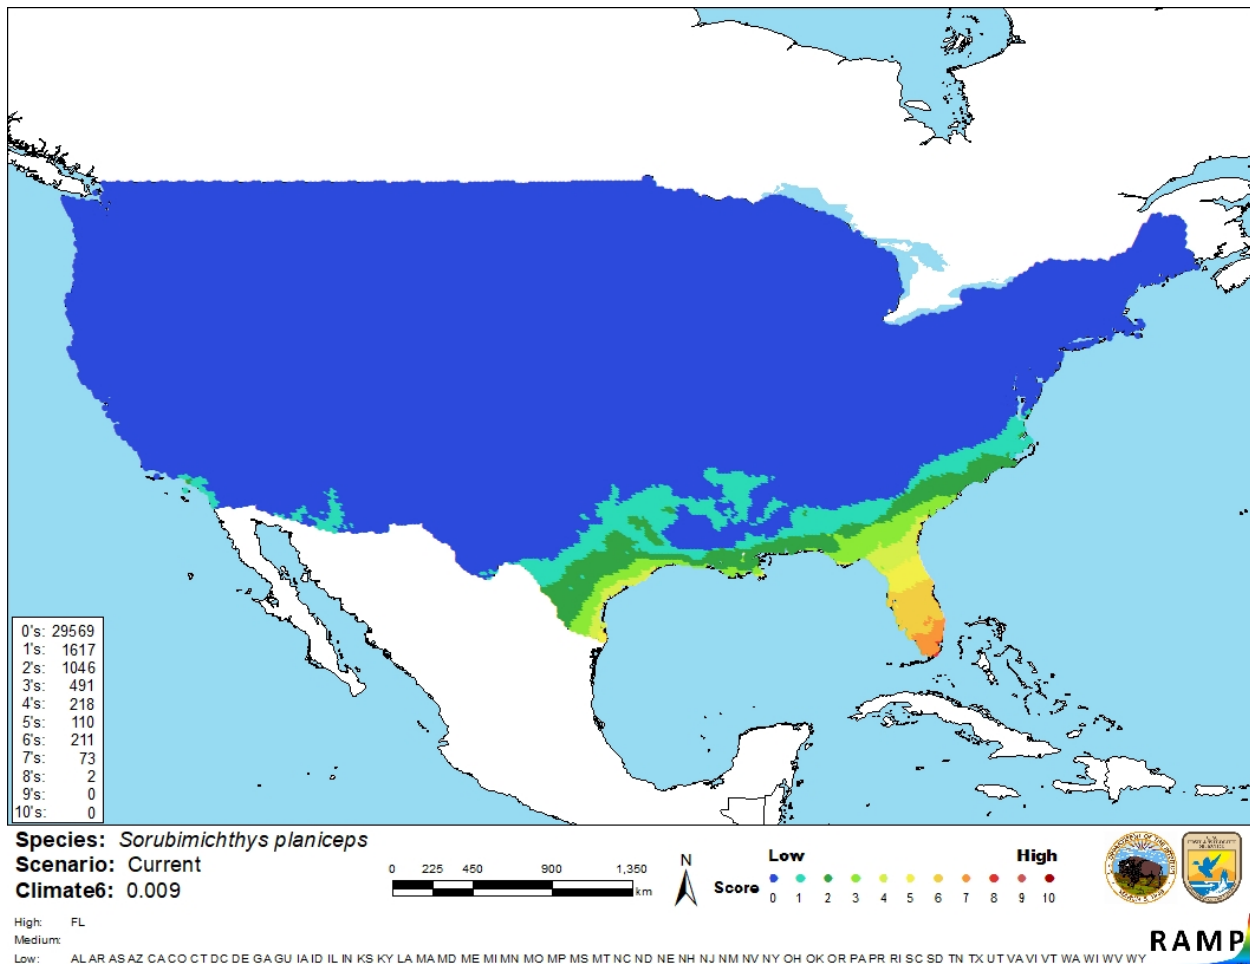 0's: 29569
1's: 1617
2's: 1046
3's: 491
4's: 218
5's: 110
6's: 211
7's: 73
8's: 2
9's: 0
10's: 0
Species: Sorubimichthys planiceps
Scenario: Current
Climate6: 0.009
0 225 450 900 1,350
km
N
Low High
Score 0 1 2 3 4 5 6 7 8 9 10
RAMP
High: FL
Medium:
Low: AL AR AS AZ CA CO CT DC DE GA GU IA ID IL IN KS KY LA MA MD ME MI MN MO MP MS MT NC ND NE NH NJ NM NV NY OH OK OR PA PR RI SC SD TN TX UT VA VI VT WA WI WV WY